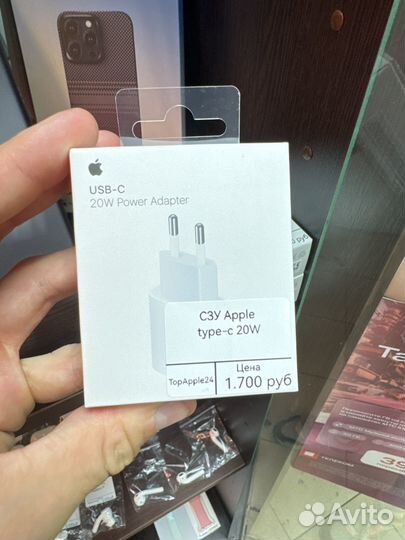 USB-C
20W Power Adapter
СЗУ Apple
type-c 20W
TopApple24
Цена
1.700 руб
Avito